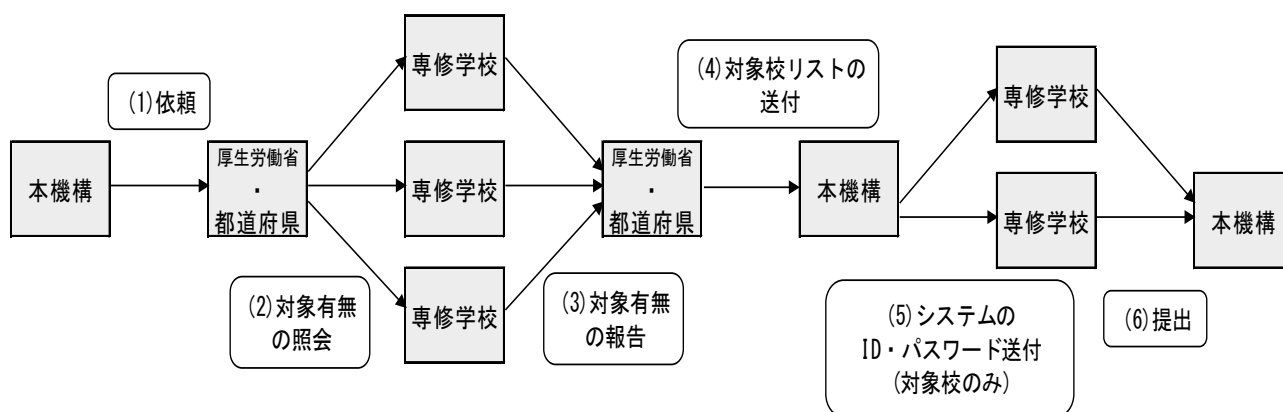 (1)依頼
本機構
厚生労働省
・
都道府県
(2)対象有無
の照会
専修学校
専修学校
専修学校
(3)対象有無
の報告
厚生労働省
・
都道府県
(4)対象校リストの
送付
本機構
(5)システムの
ID・パスワード送付
(対象校のみ)
専修学校
専修学校
(6)提出
本機構